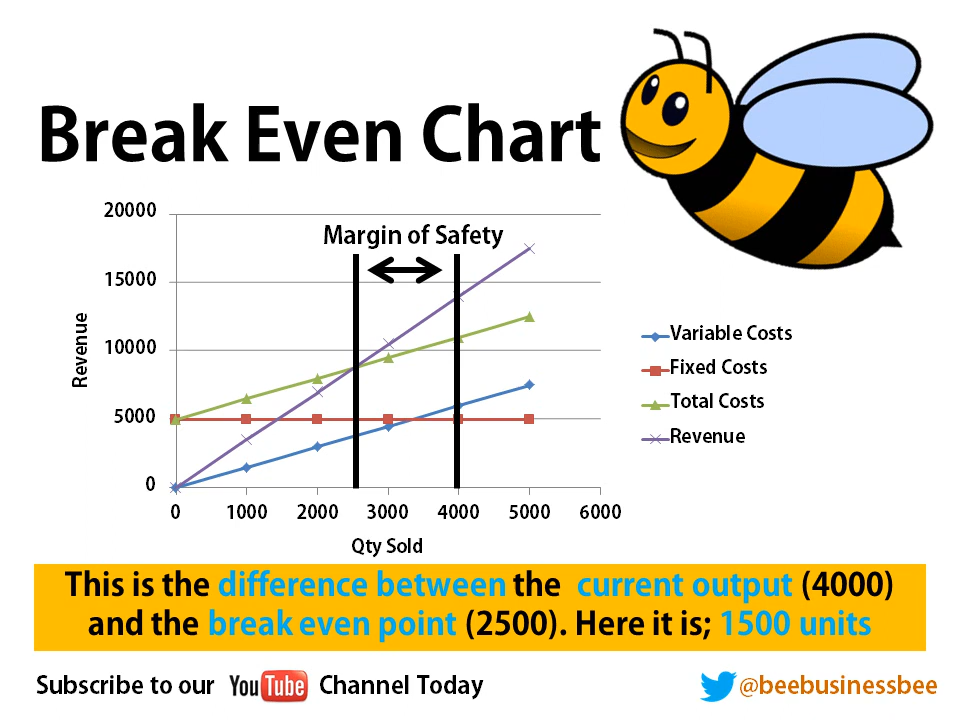 Break Even Chart
20000
Margin of Safety
15000
Revenue
10000
5000
0
0 1000 2000 3000 4000 5000 6000
Qty Sold
Variable Costs
Fixed Costs
Total Costs
Revenue
This is the difference between the current output (4000)
and the break even point (2500). Here it is; 1500 units
Subscribe to our YouTube Channel Today
@beebusinessbee